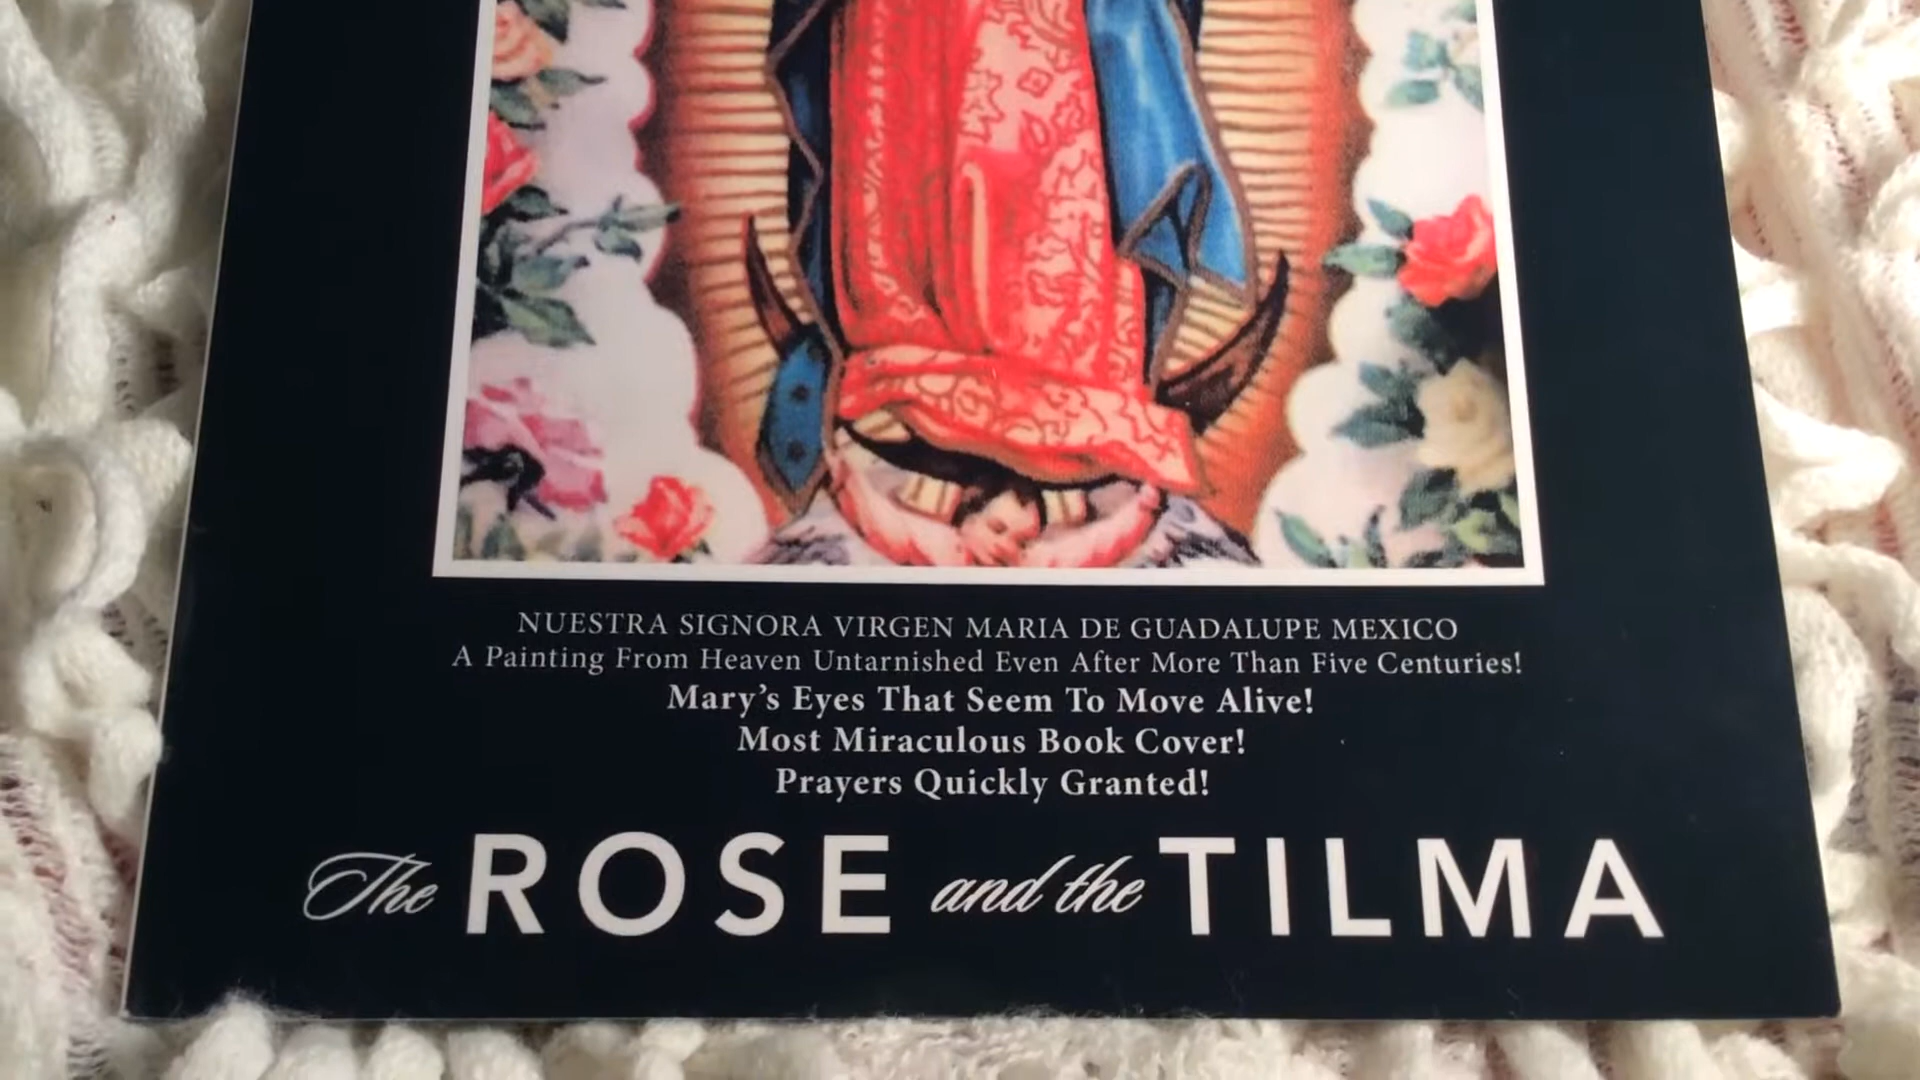 NUESTRA SIGNORA VIRGEN MARIA DE GUADALUPE MEXICO
A Painting From Heaven Untarnished Even After More Than Five Centuries!
Mary’s Eyes That Seem To Move Alive!
Most Miraculous Book Cover!
Prayers Quickly Granted!
The ROSE and the TILMA